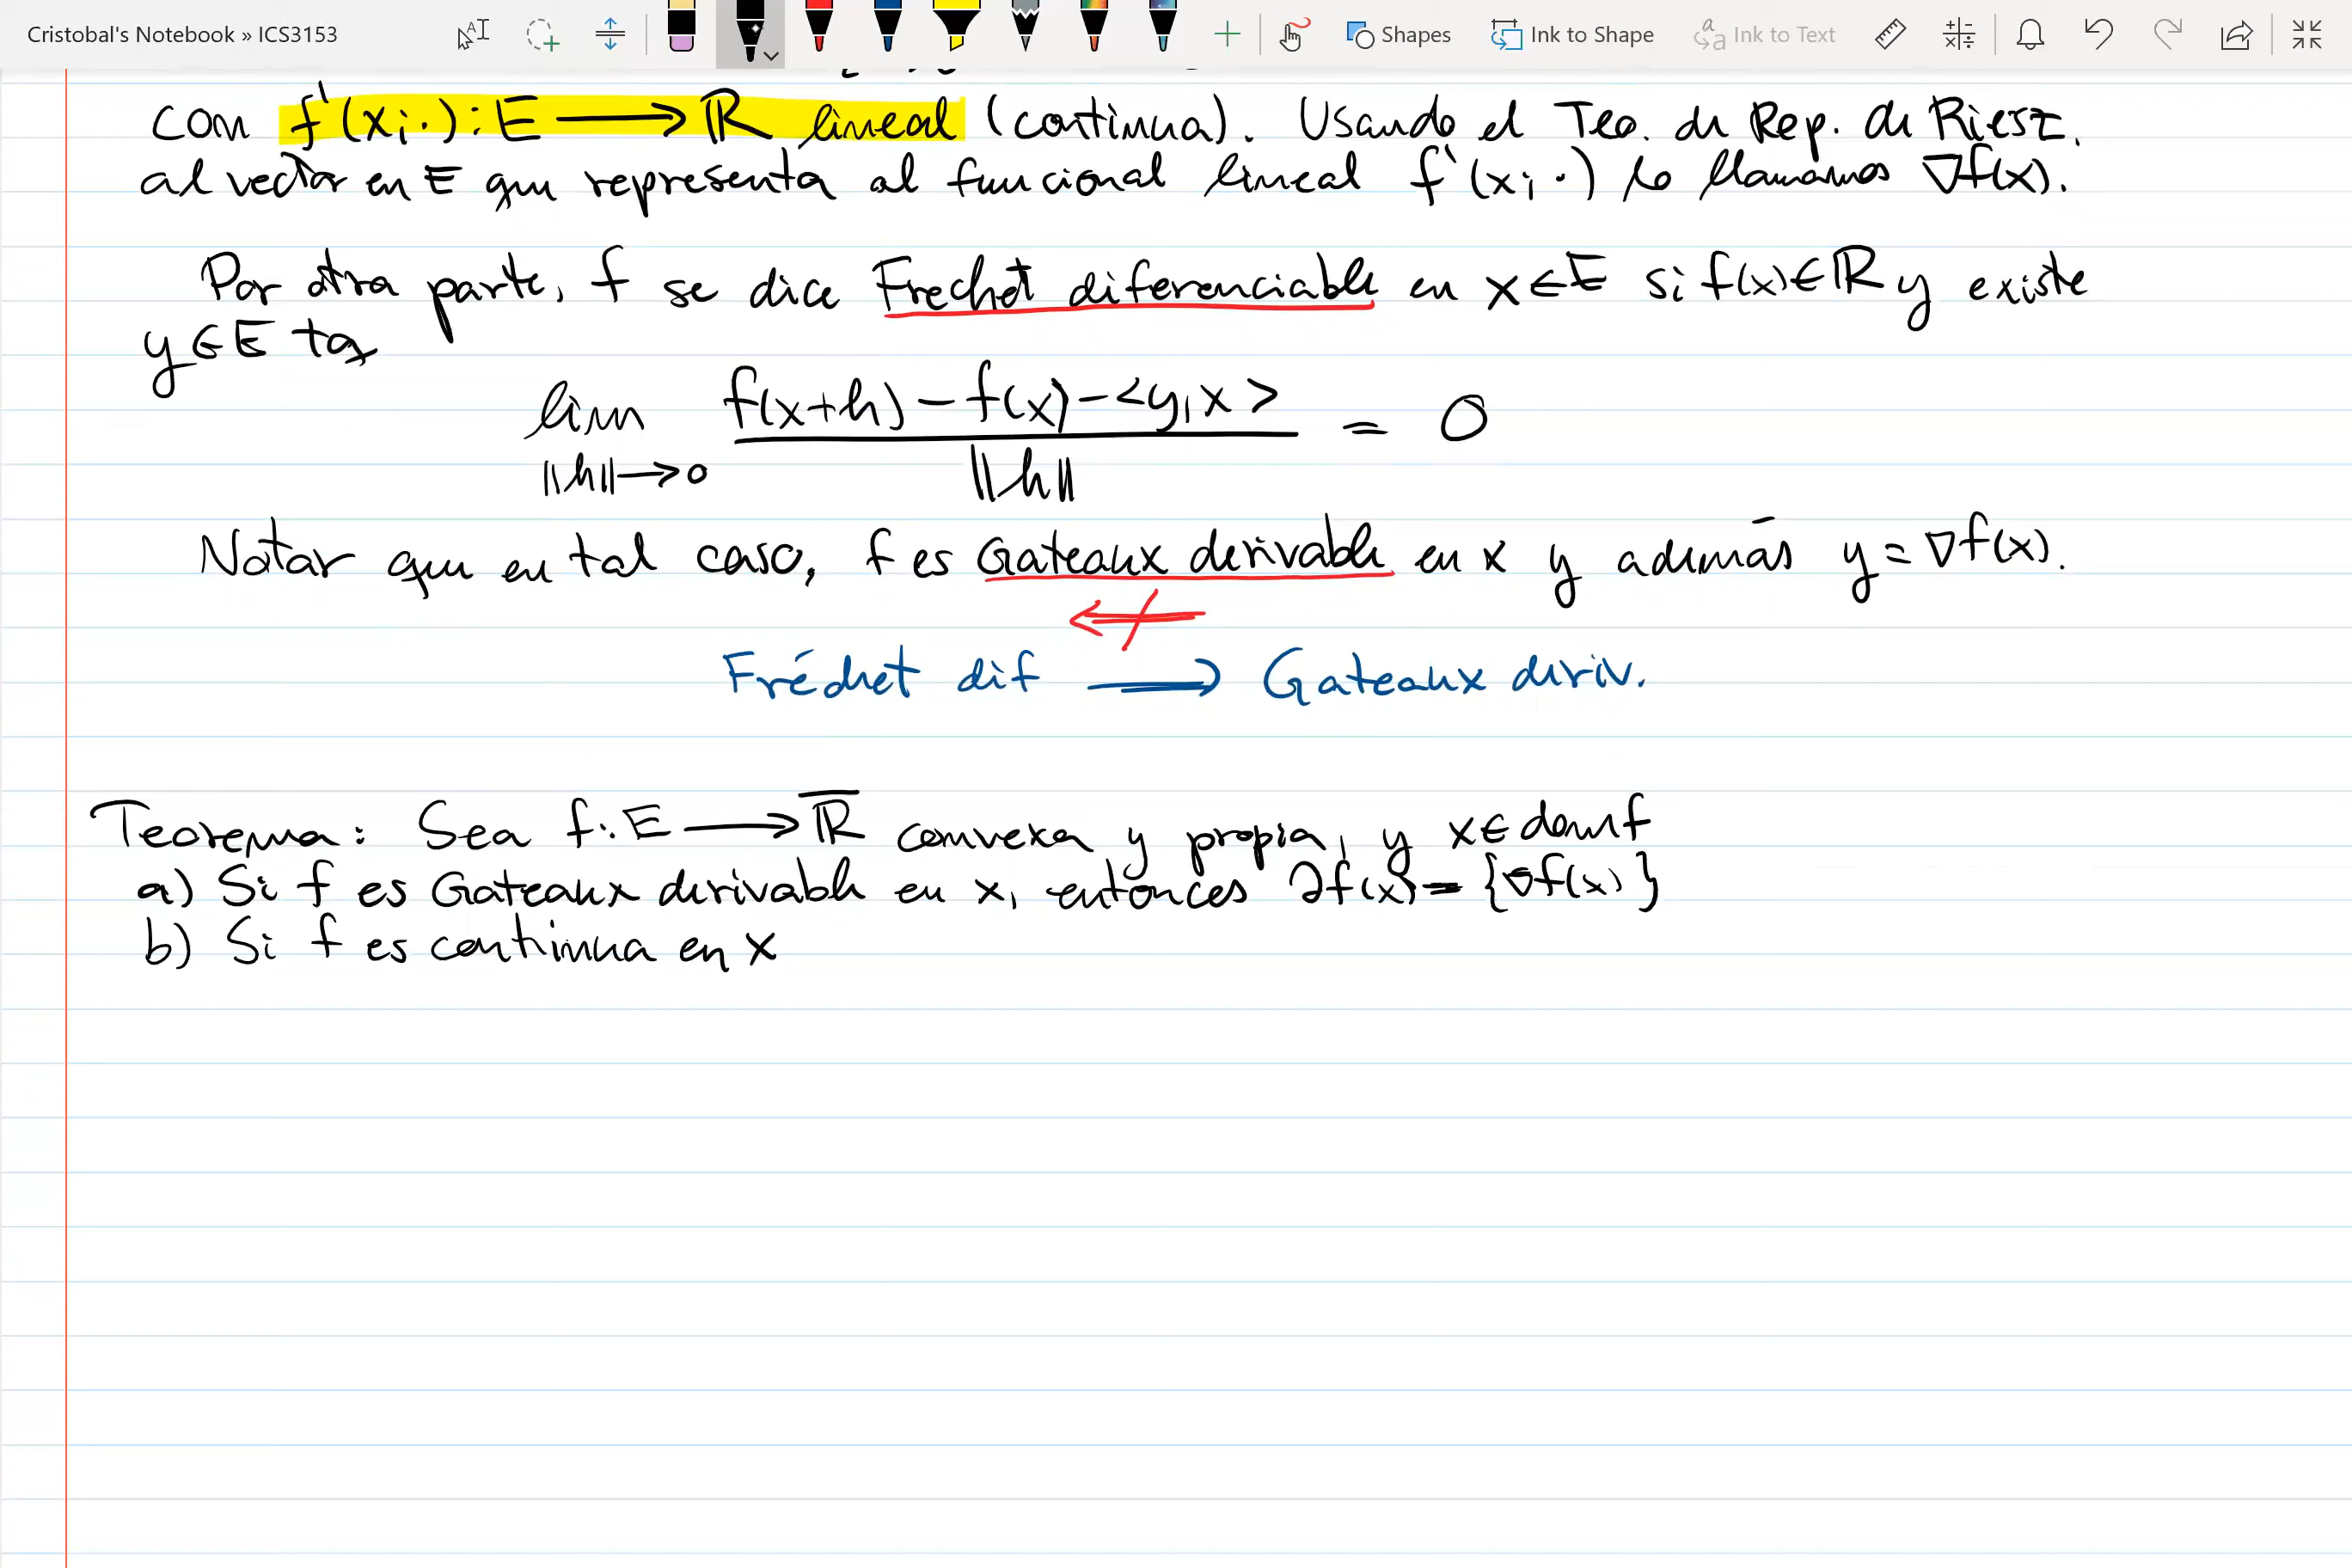 Cristobal's Notebook » ICS3153
Shapes
Ink to Shape
Ink to Text
con f'(x;·): E → ℝ lineal (continua). Usando el Teo. de Rep. de Riesz.
al vector en E que representa al funcional lineal f'(x;·) lo llamamos ∇f(x).
Por otra parte, f se dice Frechet diferenciable en x∈E si f(x)∈ℝ y existe
y∈E tq
lim ‖h‖→0 (f(x+h) − f(x) − <y,x>) / ‖h‖ = 0
Notar que en tal caso, f es Gateaux derivable en x y además y = ∇f(x).
⇍
Fréchet dif ⟹ Gateaux deriv.
Teorema: Sea f: E → ℝ̅ convexa y propia, y x∈domf
a) Si f es Gateaux derivable en x, entonces ∂f(x) = {∇f(x)}
b) Si f es continua en x